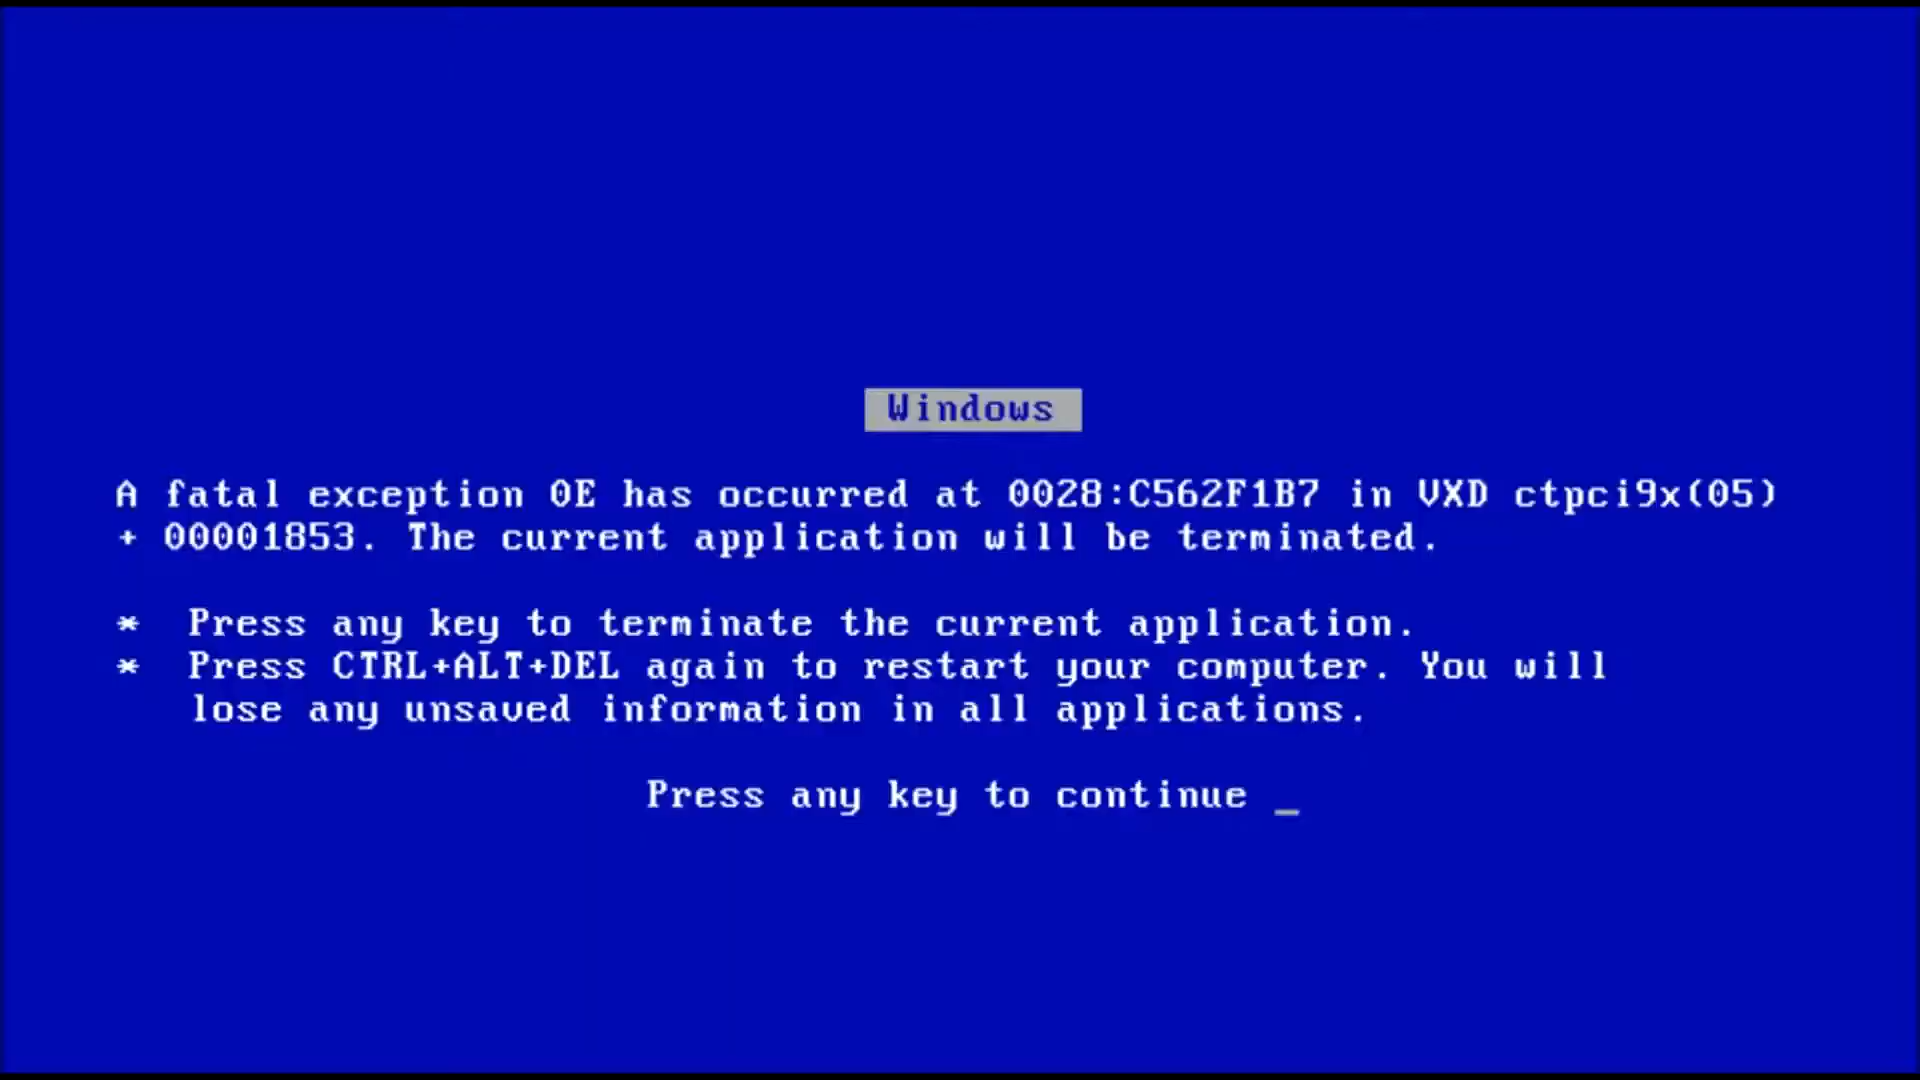 Windows
A fatal exception 0E has occurred at 0028:C562F1B7 in VXD ctpci9x(05)
+ 00001853. The current application will be terminated.
* Press any key to terminate the current application.
* Press CTRL+ALT+DEL again to restart your computer. You will
lose any unsaved information in all applications.
Press any key to continue _